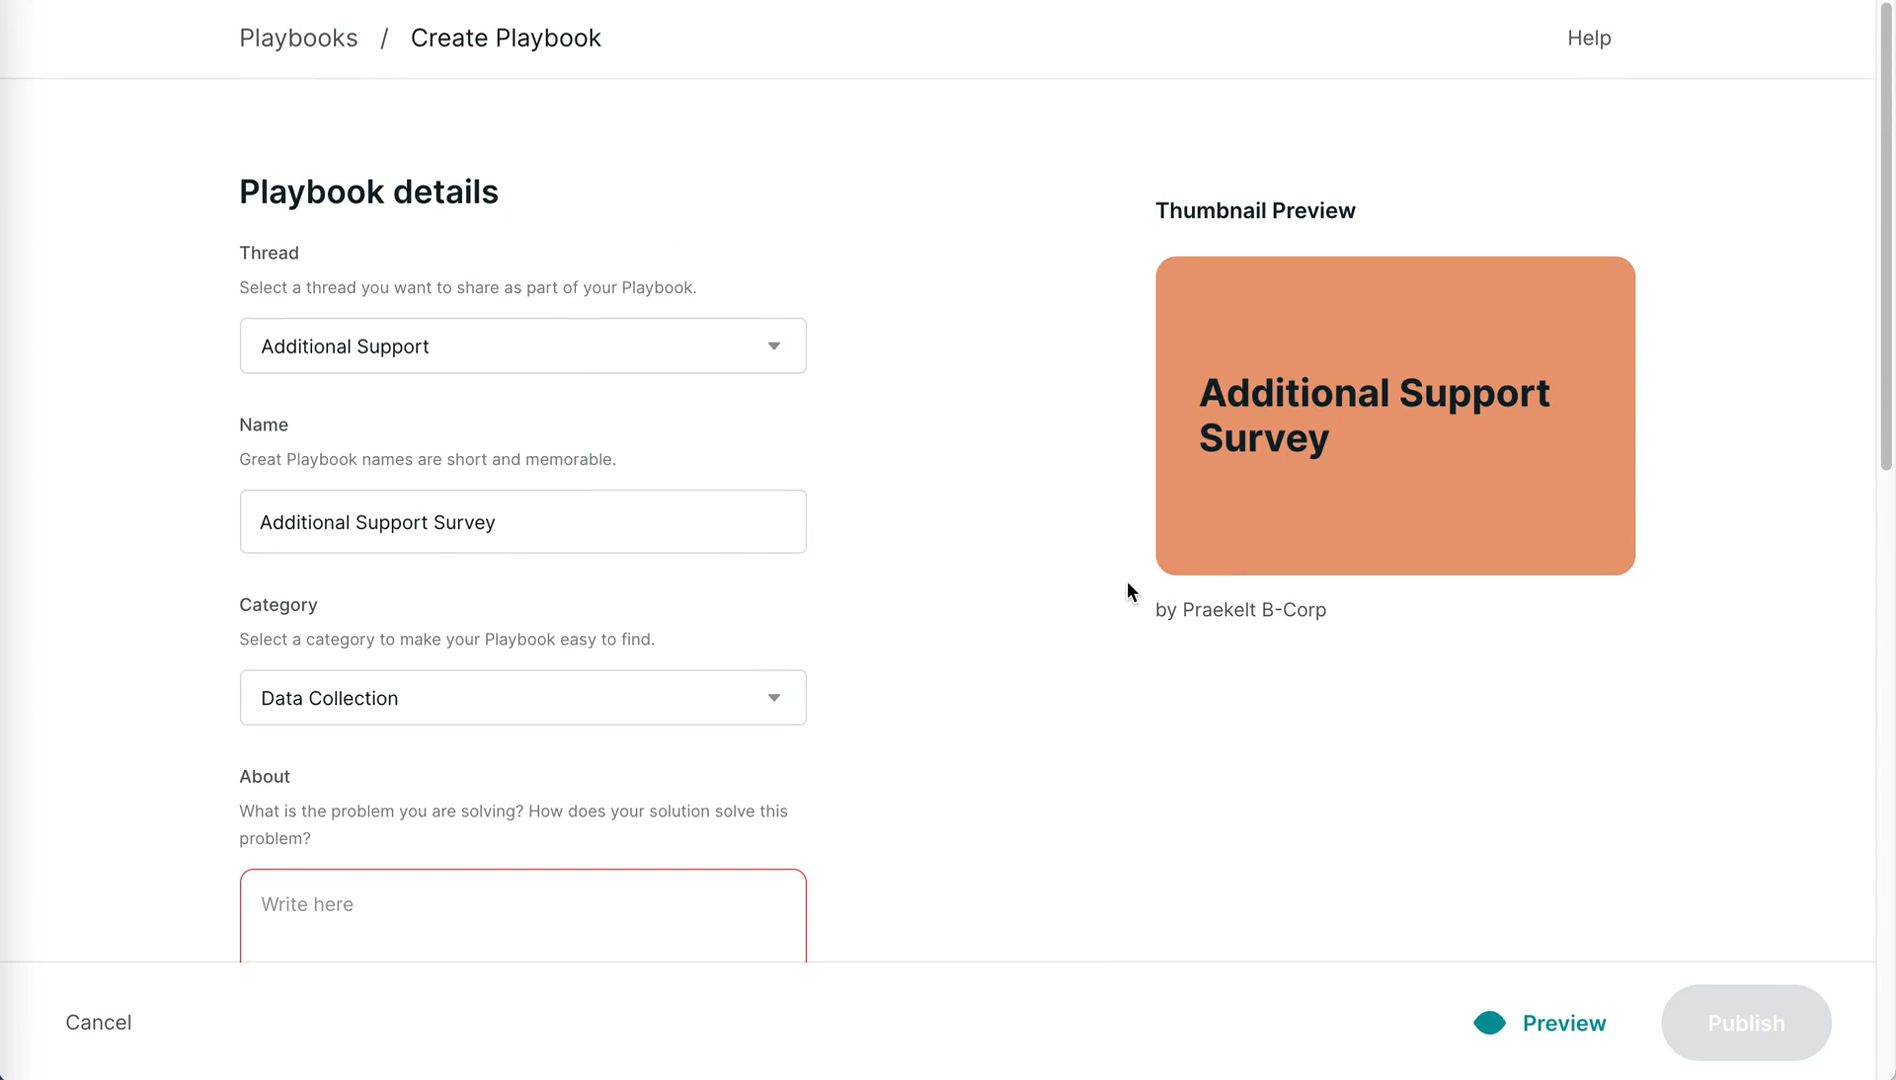 Playbooks / Create Playbook
Help
Playbook details
Thread
Select a thread you want to share as part of your Playbook.
Additional Support
Name
Great Playbook names are short and memorable.
Additional Support Survey
Category
Select a category to make your Playbook easy to find.
Data Collection
About
What is the problem you are solving? How does your solution solve this
problem?
Write here
Thumbnail Preview
Additional Support
Survey
by Praekelt B-Corp
Cancel
Preview
Publish